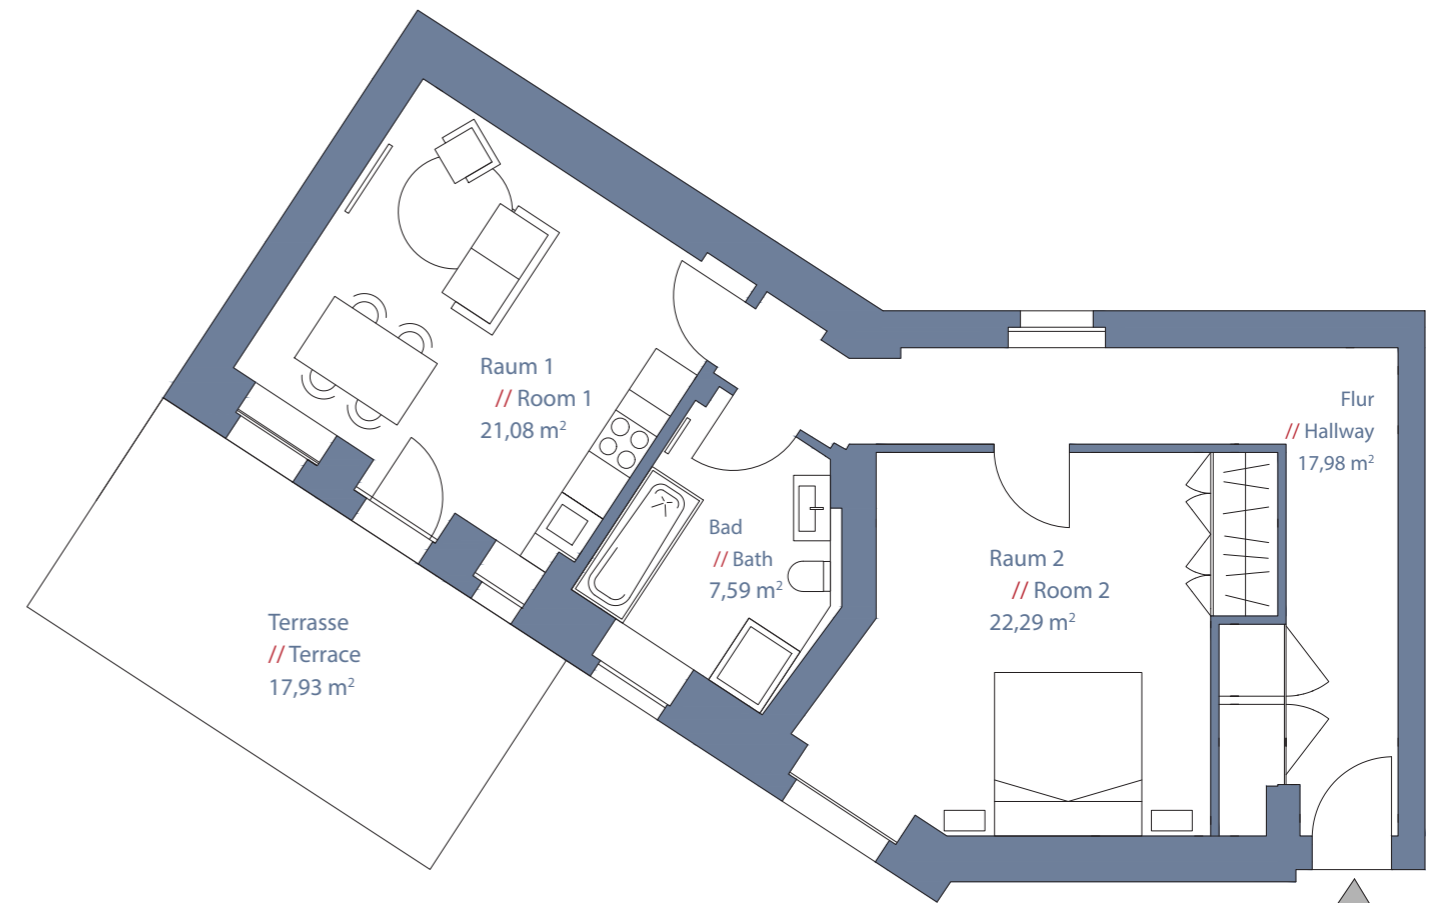 Raum 1
// Room 1
21,08 m²
Flur
// Hallway
17,98 m²
Bad
// Bath
7,59 m²
Raum 2
// Room 2
22,29 m²
Terrasse
// Terrace
17,93 m²